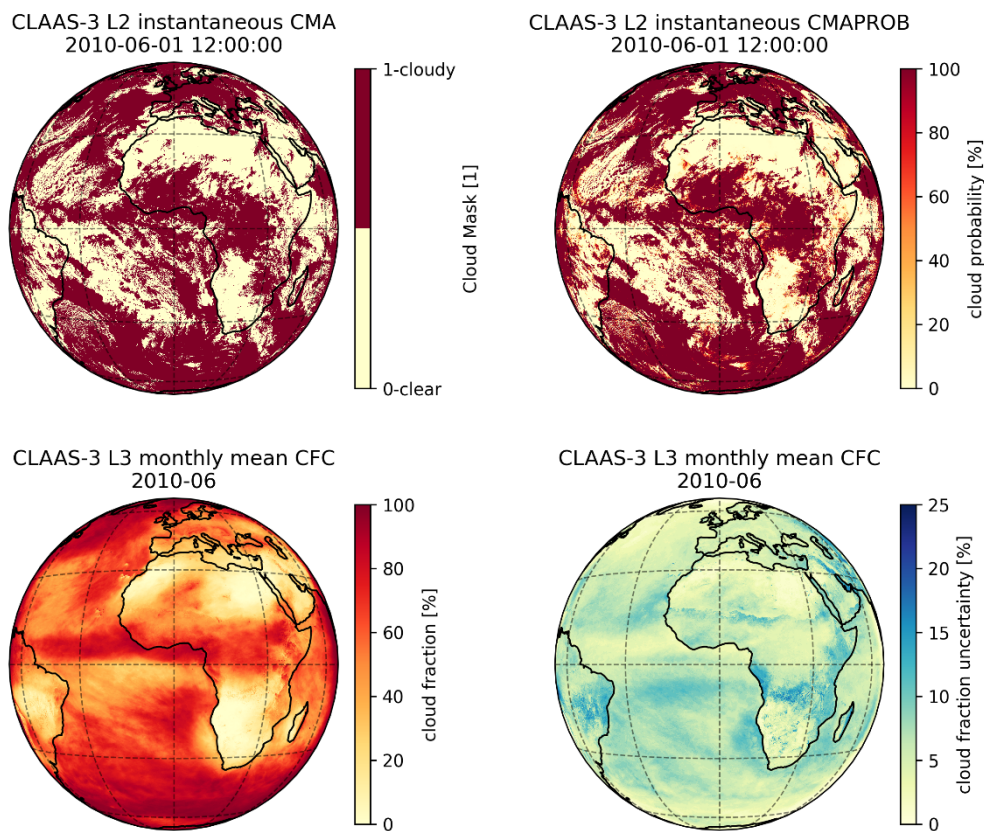 CLAAS-3 L2 instantaneous CMA
2010-06-01 12:00:00
1-cloudy
Cloud Mask [1]
0-clear
CLAAS-3 L2 instantaneous CMAPROB
2010-06-01 12:00:00
100
80
60
40
20
0
cloud probability [%]
CLAAS-3 L3 monthly mean CFC
2010-06
100
80
60
40
20
0
cloud fraction [%]
CLAAS-3 L3 monthly mean CFC
2010-06
25
20
15
10
5
0
cloud fraction uncertainty [%]